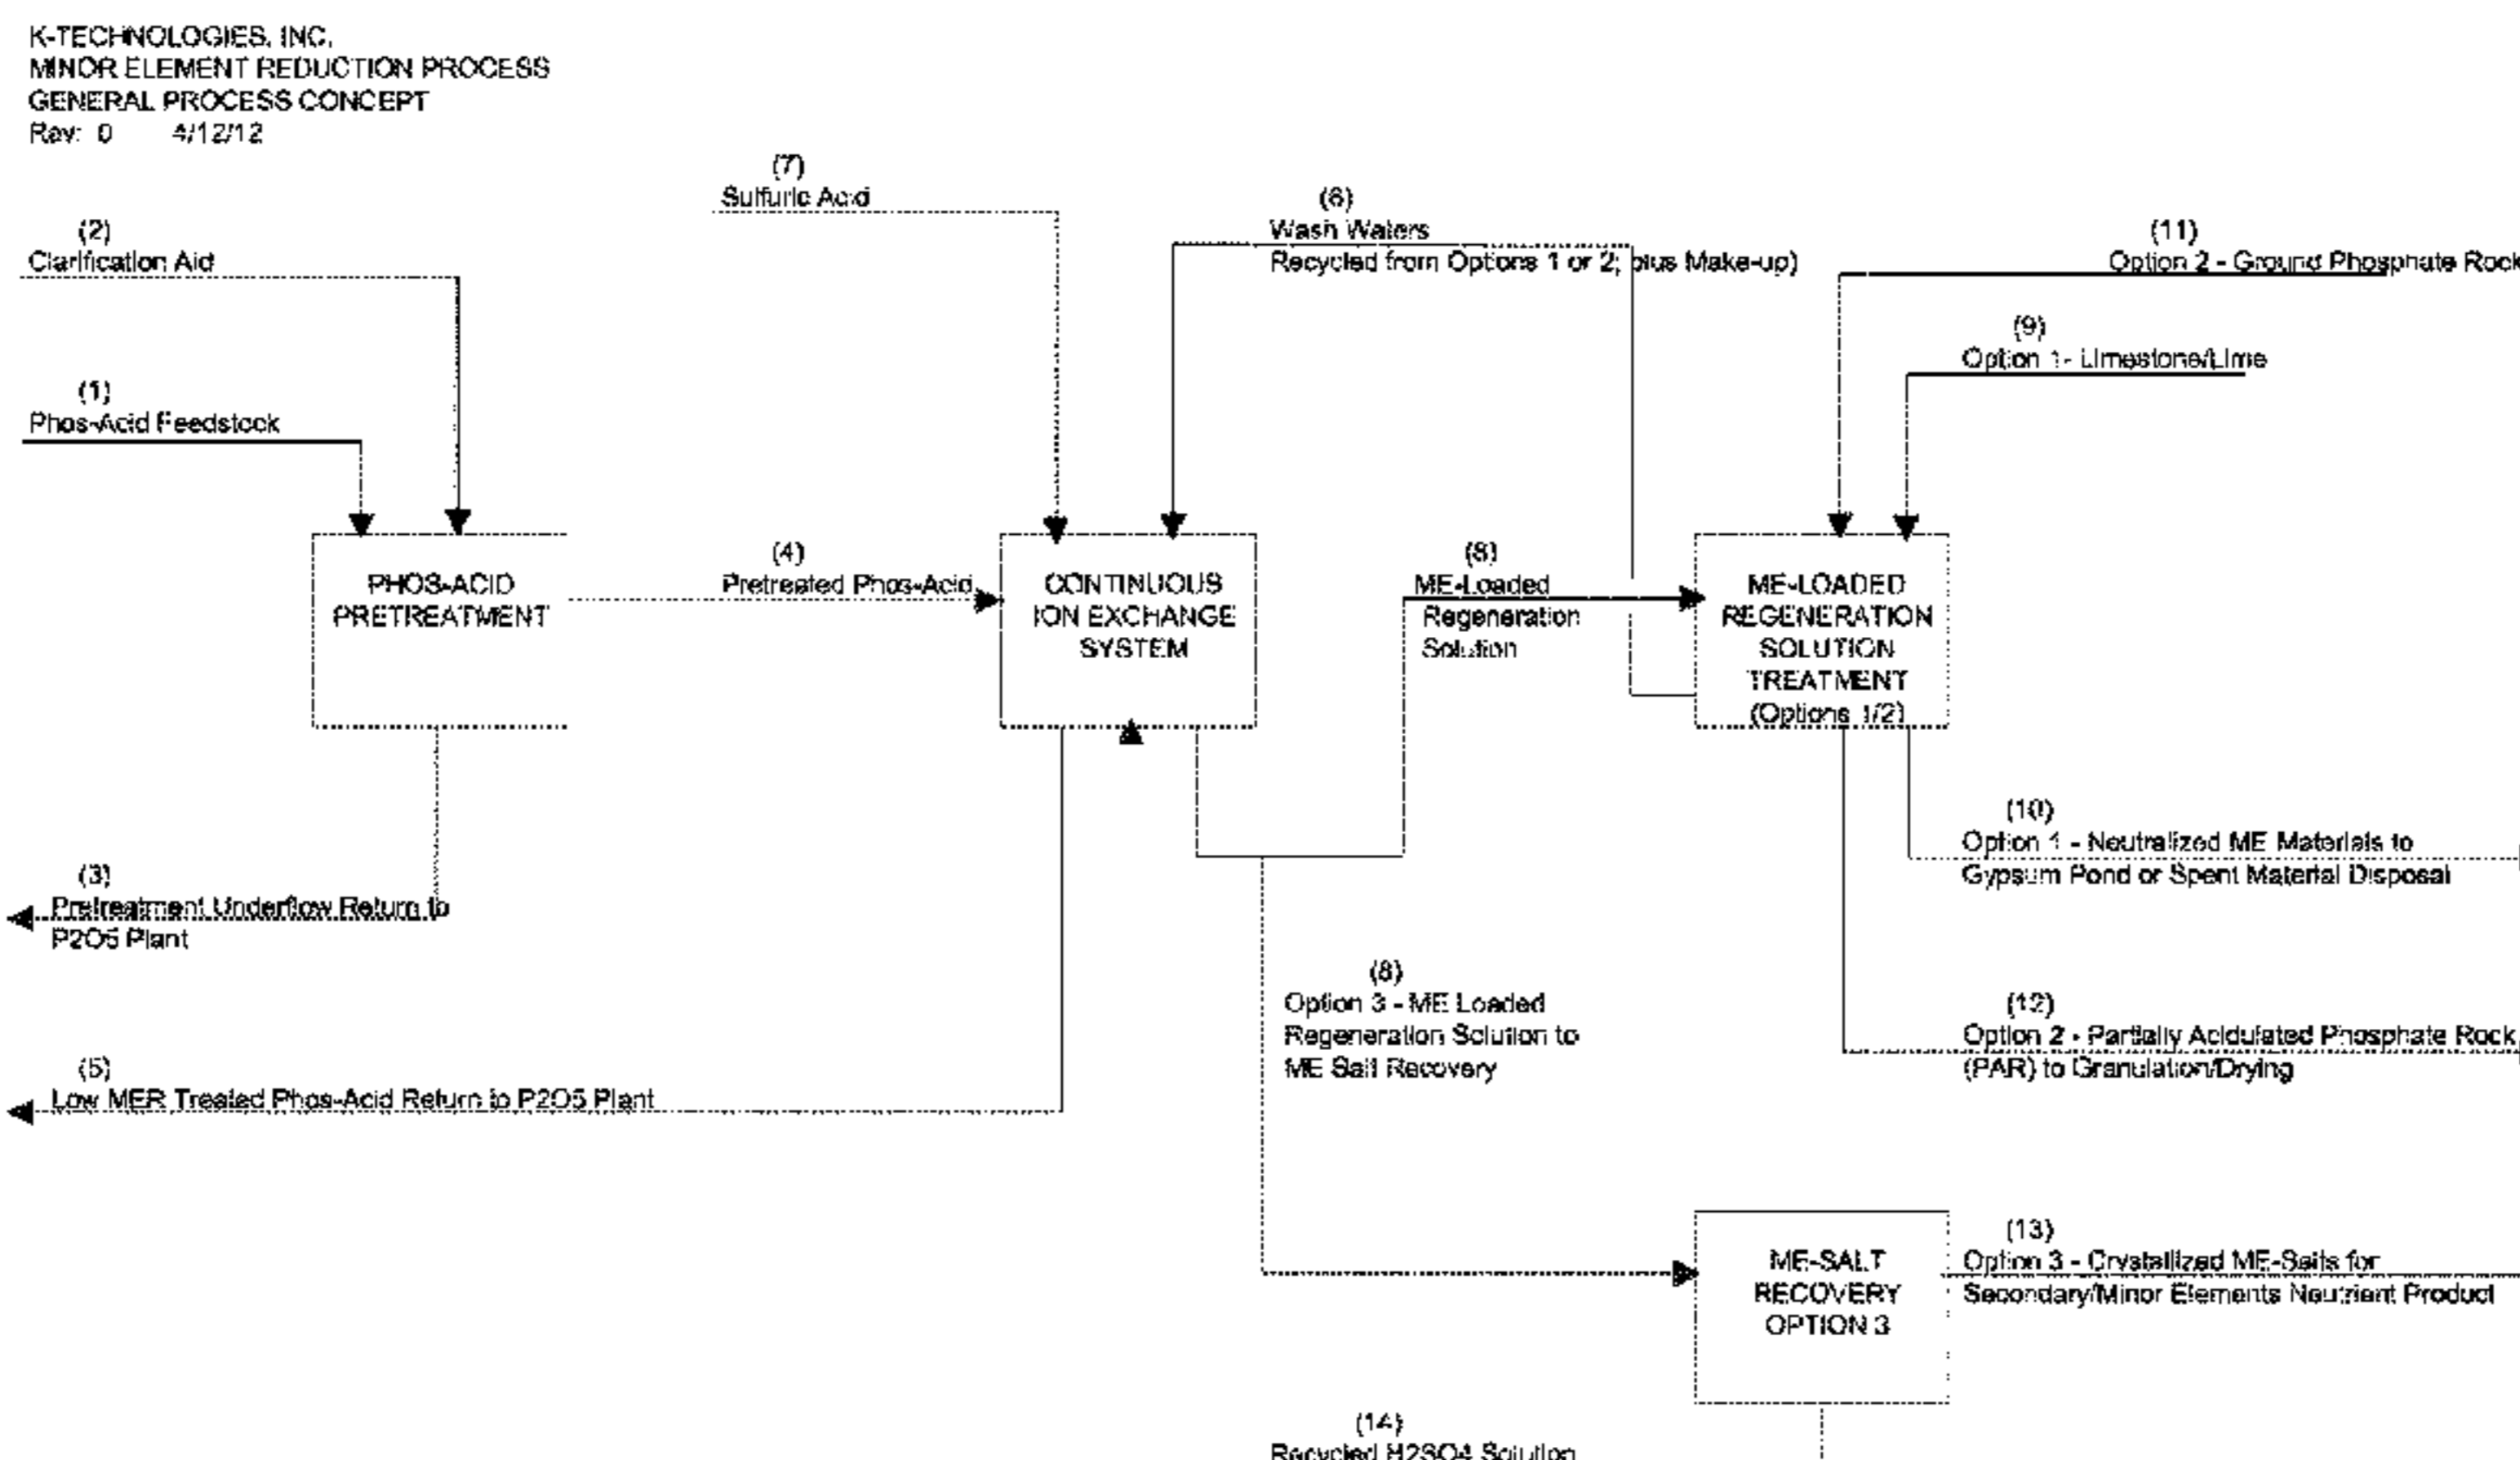 K-TECHNOLOGIES, INC.
MINOR ELEMENT REDUCTION PROCESS
GENERAL PROCESS CONCEPT
Rev: 0 4/12/12
(7)
Sulfuric Acid
(6)
Wash Waters
Recycled from Options 1 or 2; plus Make-up)
(2)
Clarification Aid
(11)
Option 2 - Ground Phosphate Rock
(9)
Option 1- Limestone/Lime
(1)
Phos-Acid Feedstock
PHOS-ACID
PRETREATMENT
(4)
Pretreated Phos-Acid
CONTINUOUS
ION EXCHANGE
SYSTEM
(8)
ME-Loaded
Regeneration
Solution
ME-LOADED
REGENERATION
SOLUTION
TREATMENT
(Options 1/2)
(10)
Option 1 - Neutralized ME Materials to
Gypsum Pond or Spent Material Disposal
(3)
Pretreatment Underflow Return to
P2O5 Plant
(8)
Option 3 - ME Loaded
Regeneration Solution to
ME Salt Recovery
(12)
Option 2 - Partially Acidulated Phosphate Rock
(PAR) to Granulation/Drying
(5)
Low MER Treated Phos-Acid Return to P2O5 Plant
ME-SALT
RECOVERY
OPTION 3
(13)
Option 3 - Crystallized ME-Salts for
Secondary/Minor Elements Neutrient Product
(14)
Recycled H2SO4 Solution